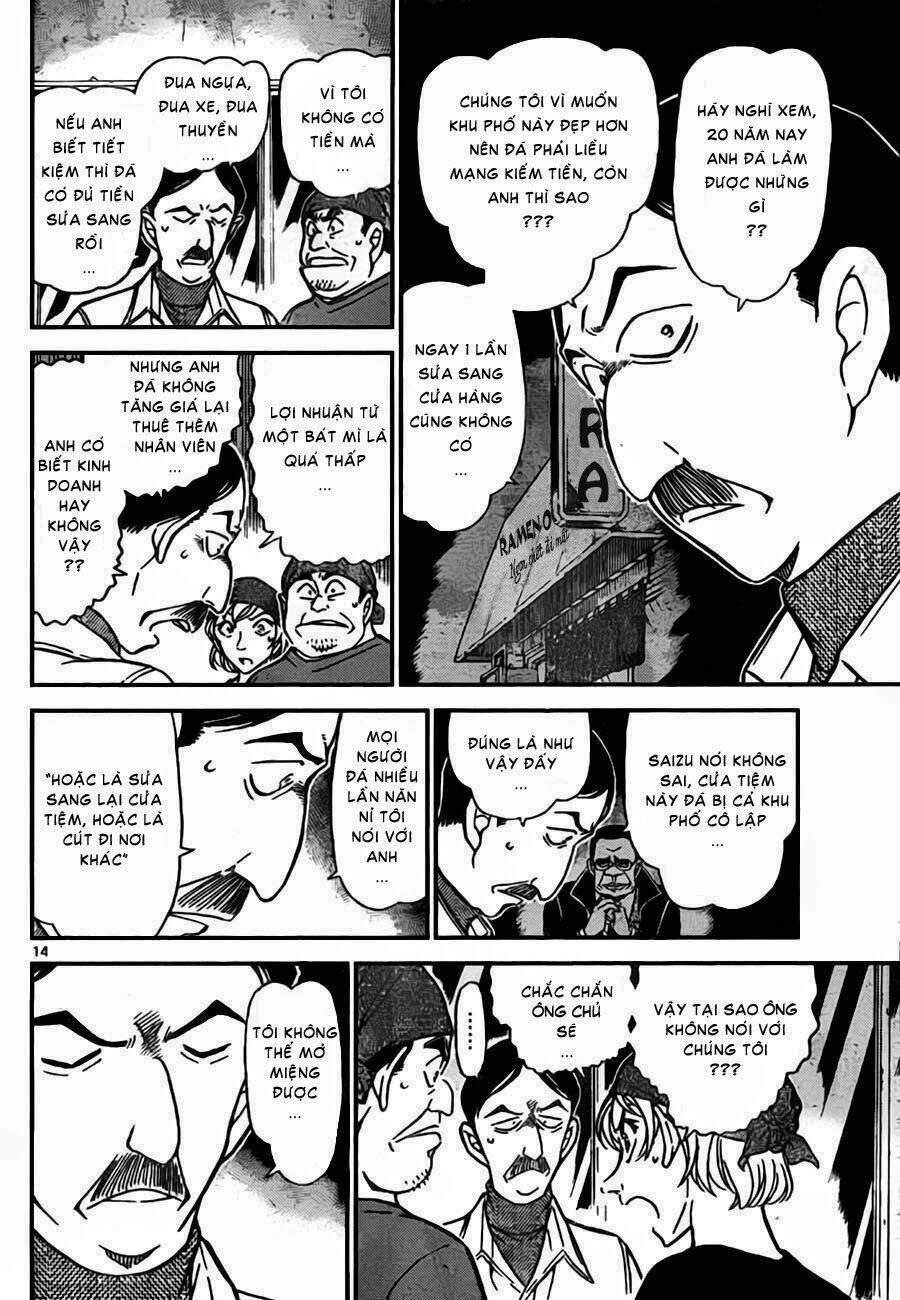 HÃY NGHĨ XEM,
20 NĂM NAY
ANH ĐÃ LÀM
ĐƯỢC NHỮNG
GÌ
??
CHÚNG TÔI VÌ MUỐN
KHU PHỐ NÀY ĐẸP HƠN
NÊN ĐÃ PHẢI LIỀU
MẠNG KIẾM TIỀN, CÒN
ANH THÌ SAO
???
NGAY 1 LẦN
SỬA SANG
CỬA HÀNG
CŨNG KHÔNG
CÓ
...
RA
RAMEN
Ngon chết đi mất
VÌ TÔI
KHÔNG CÓ
TIỀN MÀ
...
ĐUA NGỰA,
ĐUA XE, ĐUA
THUYỀN
...
NẾU ANH
BIẾT TIẾT
KIỆM THÌ ĐÃ
CÓ ĐỦ TIỀN
SỬA SANG
RỒI
...
LỢI NHUẬN TỪ
MỘT BÁT MÌ LÀ
QUÁ THẤP
...
NHƯNG ANH
ĐÃ KHÔNG
TĂNG GIÁ LẠI
THUÊ THÊM
NHÂN VIÊN
...
ANH CÓ
BIẾT KINH
DOANH
HAY
KHÔNG
VẬY
??
SAIZU NÓI KHÔNG
SAI, CỬA TIỆM
NÀY ĐÃ BỊ CẢ KHU
PHỐ CÔ LẬP
...
ĐÚNG LÀ NHƯ
VẬY ĐẤY
...
MỌI
NGƯỜI
ĐÃ NHIỀU
LẦN NĂN
NỈ TÔI
NÓI VỚI
ANH
...
"HOẶC LÀ SỬA
SANG LẠI CỬA
TIỆM, HOẶC LÀ
CÚT ĐI NƠI
KHÁC"
14
VẬY TẠI SAO ÔNG
KHÔNG NÓI VỚI
CHÚNG TÔI
???
CHẮC CHẮN
ÔNG CHỦ
SẼ
...
........
TÔI KHÔNG
THỂ MỞ
MIỆNG
ĐƯỢC
...